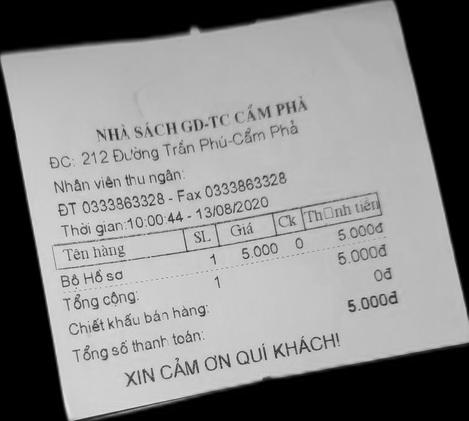 NHÀ SÁCH GD-TC CẨM PHẢ
ĐC: 212 Đường Trần Phú-Cẩm Phả
Nhân viên thu ngân:
ĐT 0333863328 - Fax 0333863328
Thời gian:10:00:44 - 13/08/2020
Tên hàng SL Giá Ck Th□nh tiền
Bộ Hồ sơ 1 5.000 0 5.000đ
Tổng cộng: 1 5.000đ
Chiết khấu bán hàng: 0đ
Tổng số thanh toán: 5.000đ
XIN CẢM ƠN QUÍ KHÁCH!